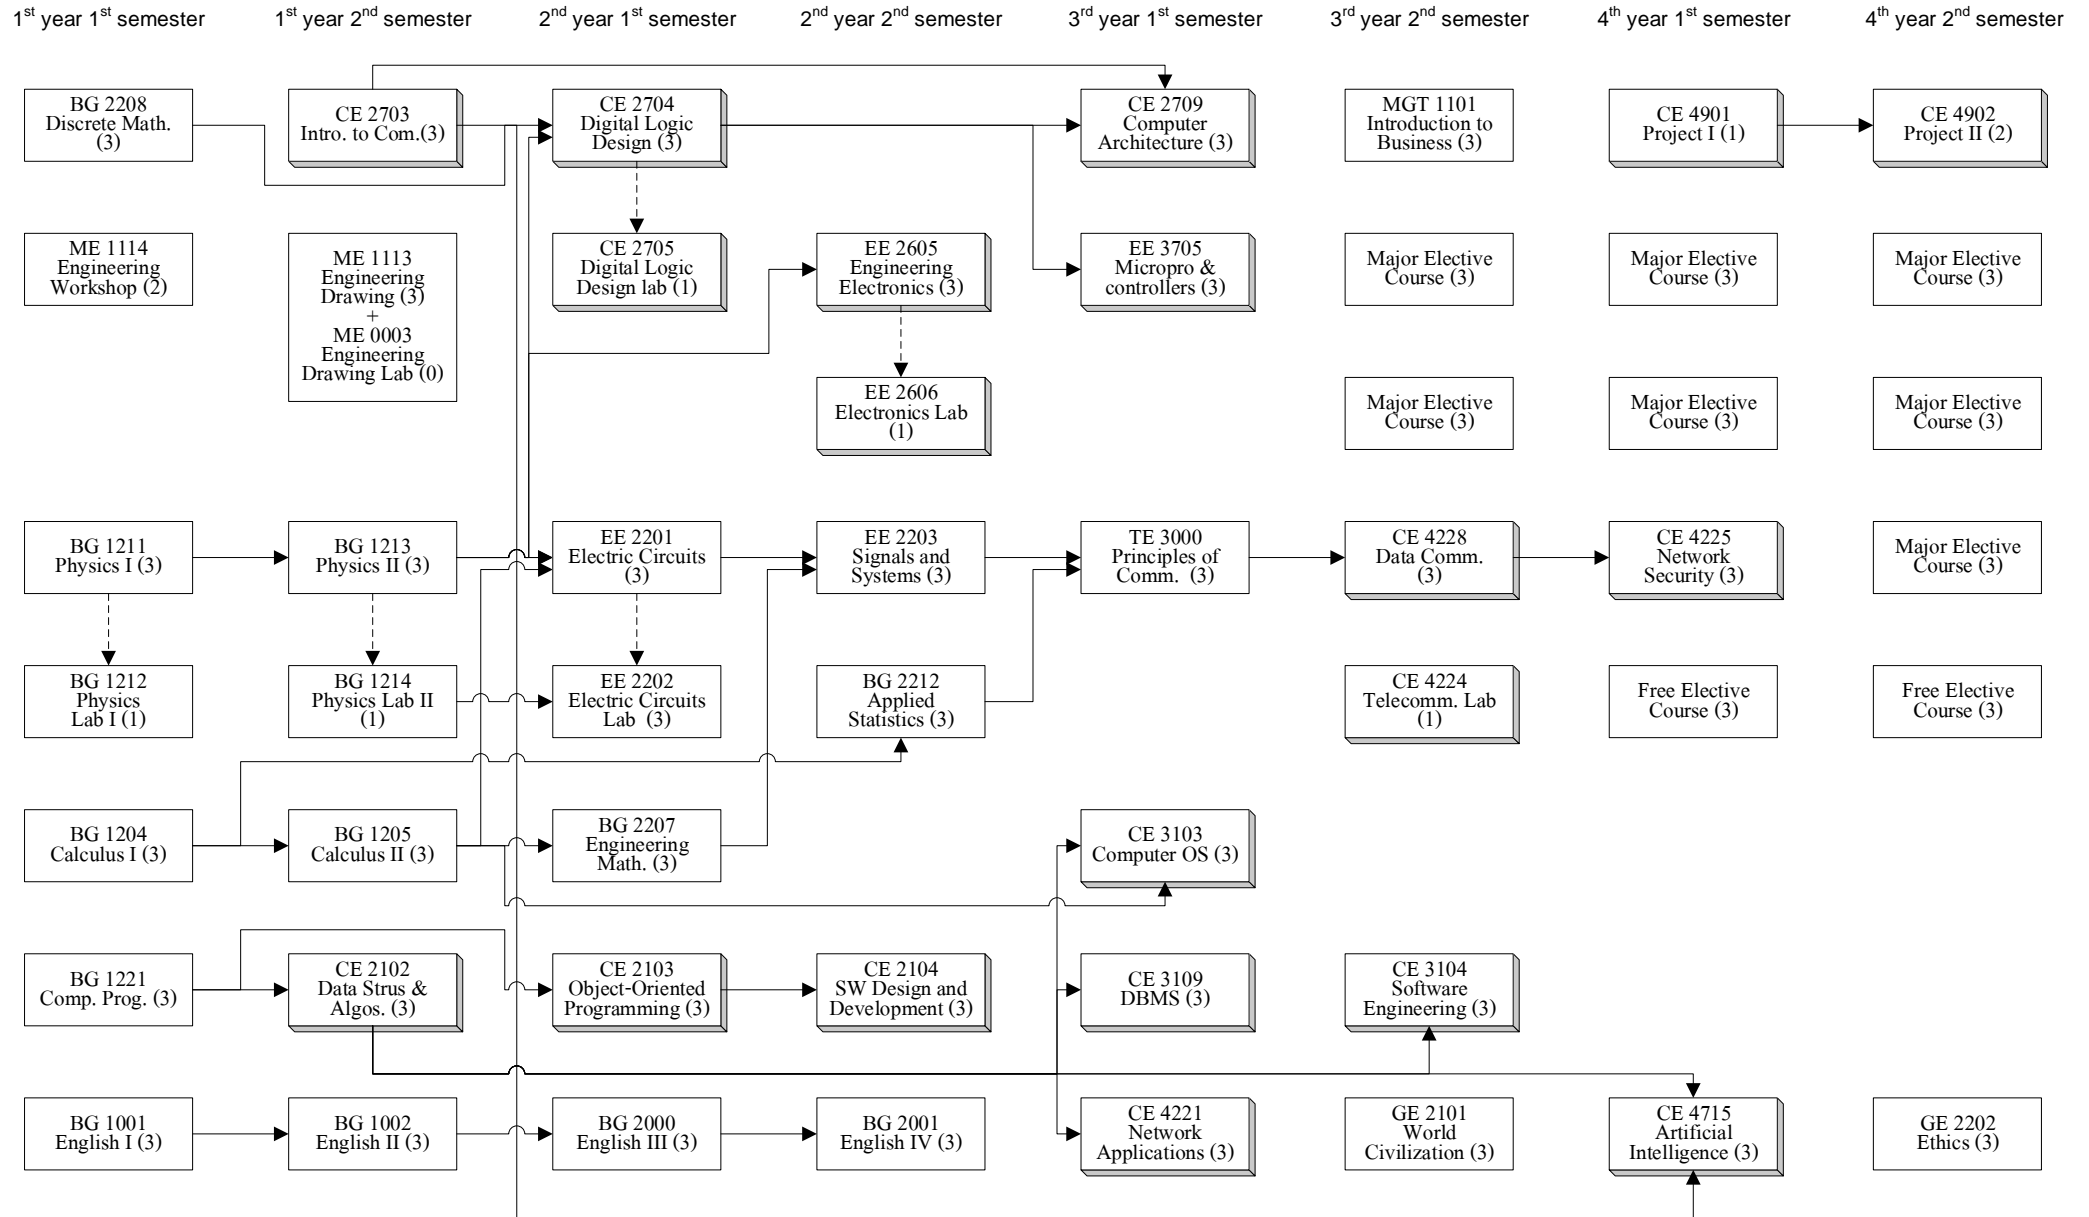 1st year 1st semester
1st year 2nd semester
2nd year 1st semester
2nd year 2nd semester
3rd year 1st semester
3rd year 2nd semester
4th year 1st semester
4th year 2nd semester
BG 2208
Discrete Math.
(3)
CE 2703
Intro. to Com.(3)
CE 2704
Digital Logic
Design (3)
CE 2709
Computer
Architecture (3)
MGT 1101
Introduction to
Business (3)
CE 4901
Project I (1)
CE 4902
Project II (2)
ME 1114
Engineering
Workshop (2)
ME 1113
Engineering
Drawing (3)
+
ME 0003
Engineering
Drawing Lab (0)
CE 2705
Digital Logic
Design lab (1)
EE 2605
Engineering
Electronics (3)
EE 3705
Micropro &
controllers (3)
Major Elective
Course (3)
Major Elective
Course (3)
Major Elective
Course (3)
EE 2606
Electronics Lab
(1)
Major Elective
Course (3)
Major Elective
Course (3)
Major Elective
Course (3)
BG 1211
Physics I (3)
BG 1213
Physics II (3)
EE 2201
Electric Circuits
(3)
EE 2203
Signals and
Systems (3)
TE 3000
Principles of
Comm. (3)
CE 4228
Data Comm.
(3)
CE 4225
Network
Security (3)
Major Elective
Course (3)
BG 1212
Physics
Lab I (1)
BG 1214
Physics Lab II
(1)
EE 2202
Electric Circuits
Lab (3)
BG 2212
Applied
Statistics (3)
CE 4224
Telecomm. Lab
(1)
Free Elective
Course (3)
Free Elective
Course (3)
BG 1204
Calculus I (3)
BG 1205
Calculus II (3)
BG 2207
Engineering
Math. (3)
CE 3103
Computer OS (3)
BG 1221
Comp. Prog. (3)
CE 2102
Data Strus &
Algos. (3)
CE 2103
Object-Oriented
Programming (3)
CE 2104
SW Design and
Development (3)
CE 3109
DBMS (3)
CE 3104
Software
Engineering (3)
BG 1001
English I (3)
BG 1002
English II (3)
BG 2000
English III (3)
BG 2001
English IV (3)
CE 4221
Network
Applications (3)
GE 2101
World
Civilization (3)
CE 4715
Artificial
Intelligence (3)
GE 2202
Ethics (3)